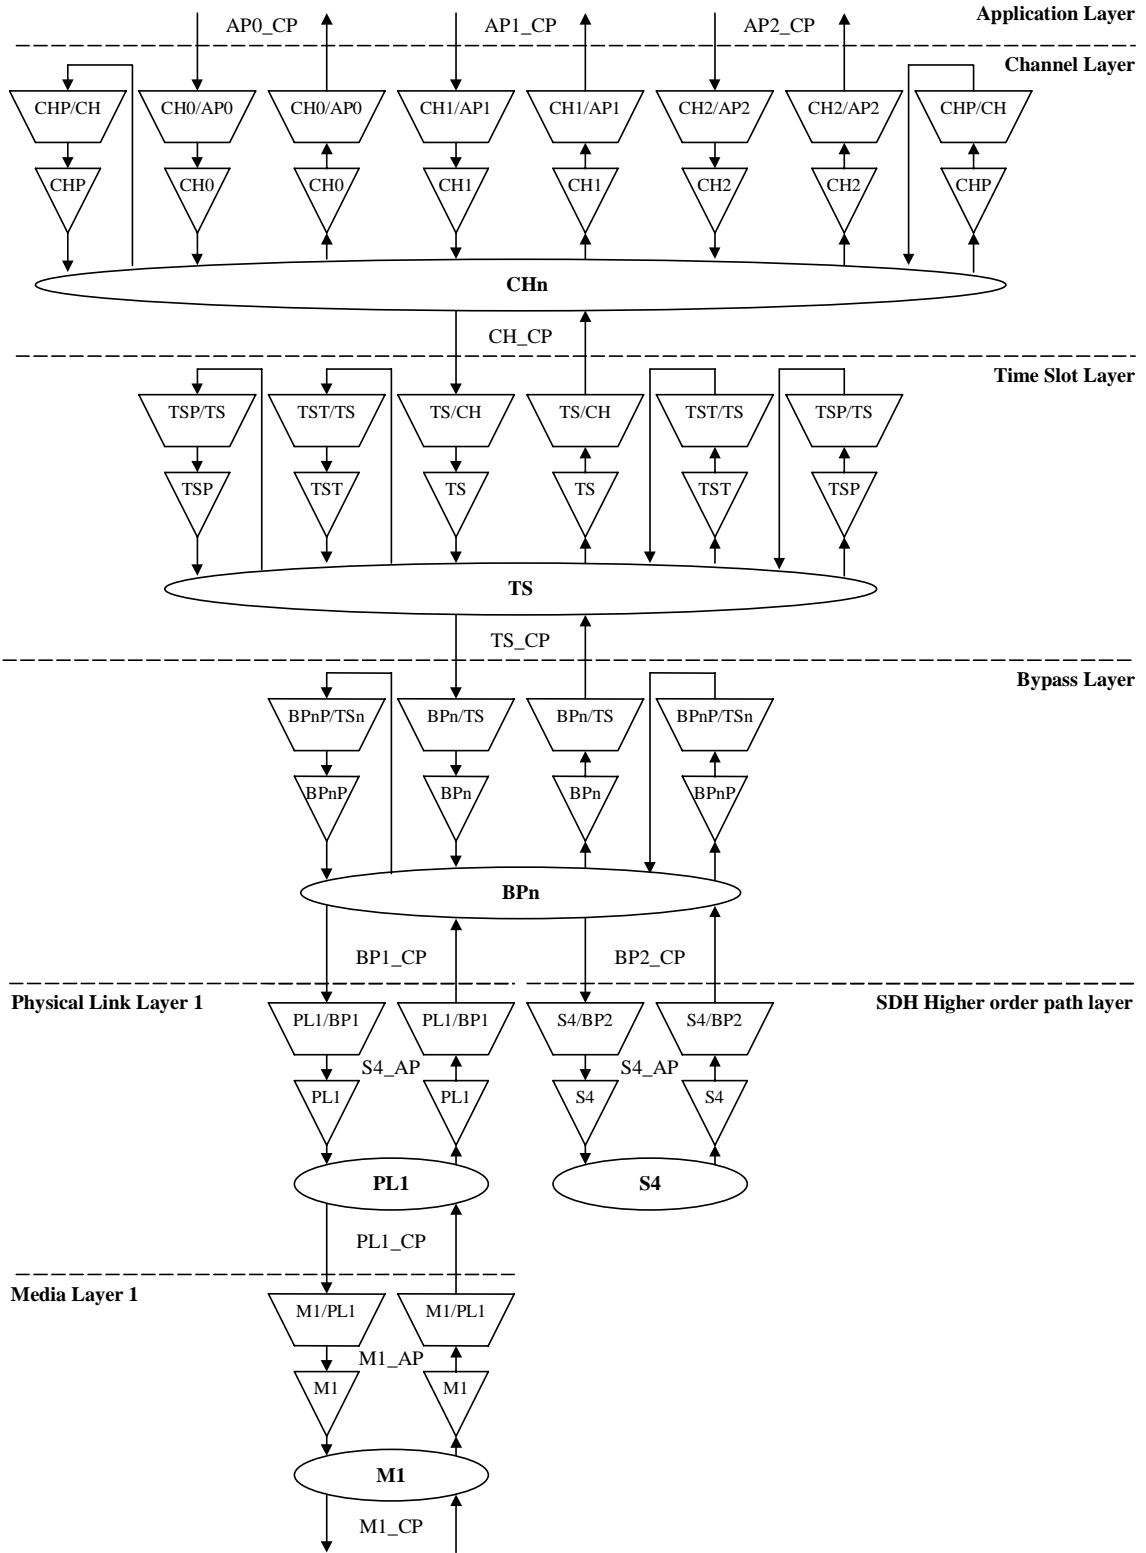 AP0_CP AP1_CP AP2_CP Application Layer
Channel Layer
CHP/CH CH0/AP0 CH0/AP0 CH1/AP1 CH1/AP1 CH2/AP2 CH2/AP2 CHP/CH
CHP CH0 CH0 CH1 CH1 CH2 CH2 CHP
CHn
CH_CP
Time Slot Layer
TSP/TS TST/TS TS/CH TS/CH TST/TS TSP/TS
TSP TST TS TS TST TSP
TS
TS_CP
Bypass Layer
BPnP/TSn BPn/TS BPn/TS BPnP/TSn
BPnP BPn BPn BPnP
BPn
BP1_CP BP2_CP
Physical Link Layer 1 SDH Higher order path layer
PL1/BP1 PL1/BP1 S4/BP2 S4/BP2
S4_AP S4_AP
PL1 PL1 S4 S4
PL1 S4
PL1_CP
Media Layer 1
M1/PL1 M1/PL1
M1_AP
M1 M1
M1
M1_CP